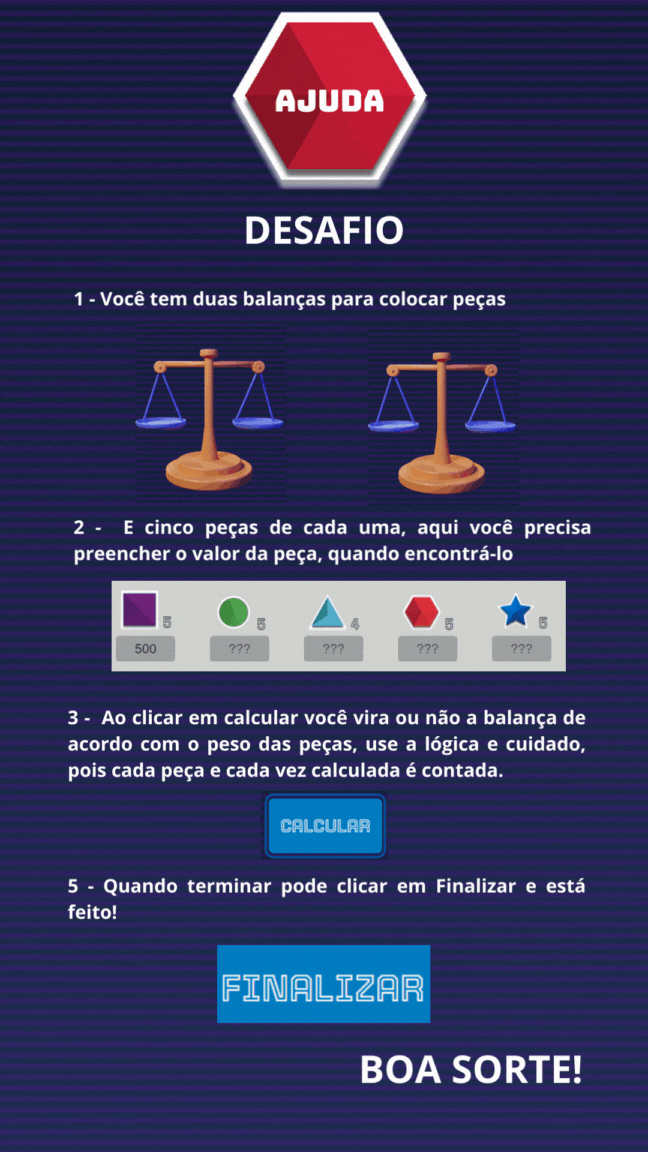 AJUDA
DESAFIO
1 - Você tem duas balanças para colocar peças
2 - E cinco peças de cada uma, aqui você precisa
preencher o valor da peça, quando encontrá-lo
5 5 4 5 5
500 ??? ??? ??? ???
3 - Ao clicar em calcular você vira ou não a balança de
acordo com o peso das peças, use a lógica e cuidado,
pois cada peça e cada vez calculada é contada.
CALCULAR
5 - Quando terminar pode clicar em Finalizar e está
feito!
FINALIZAR
BOA SORTE!